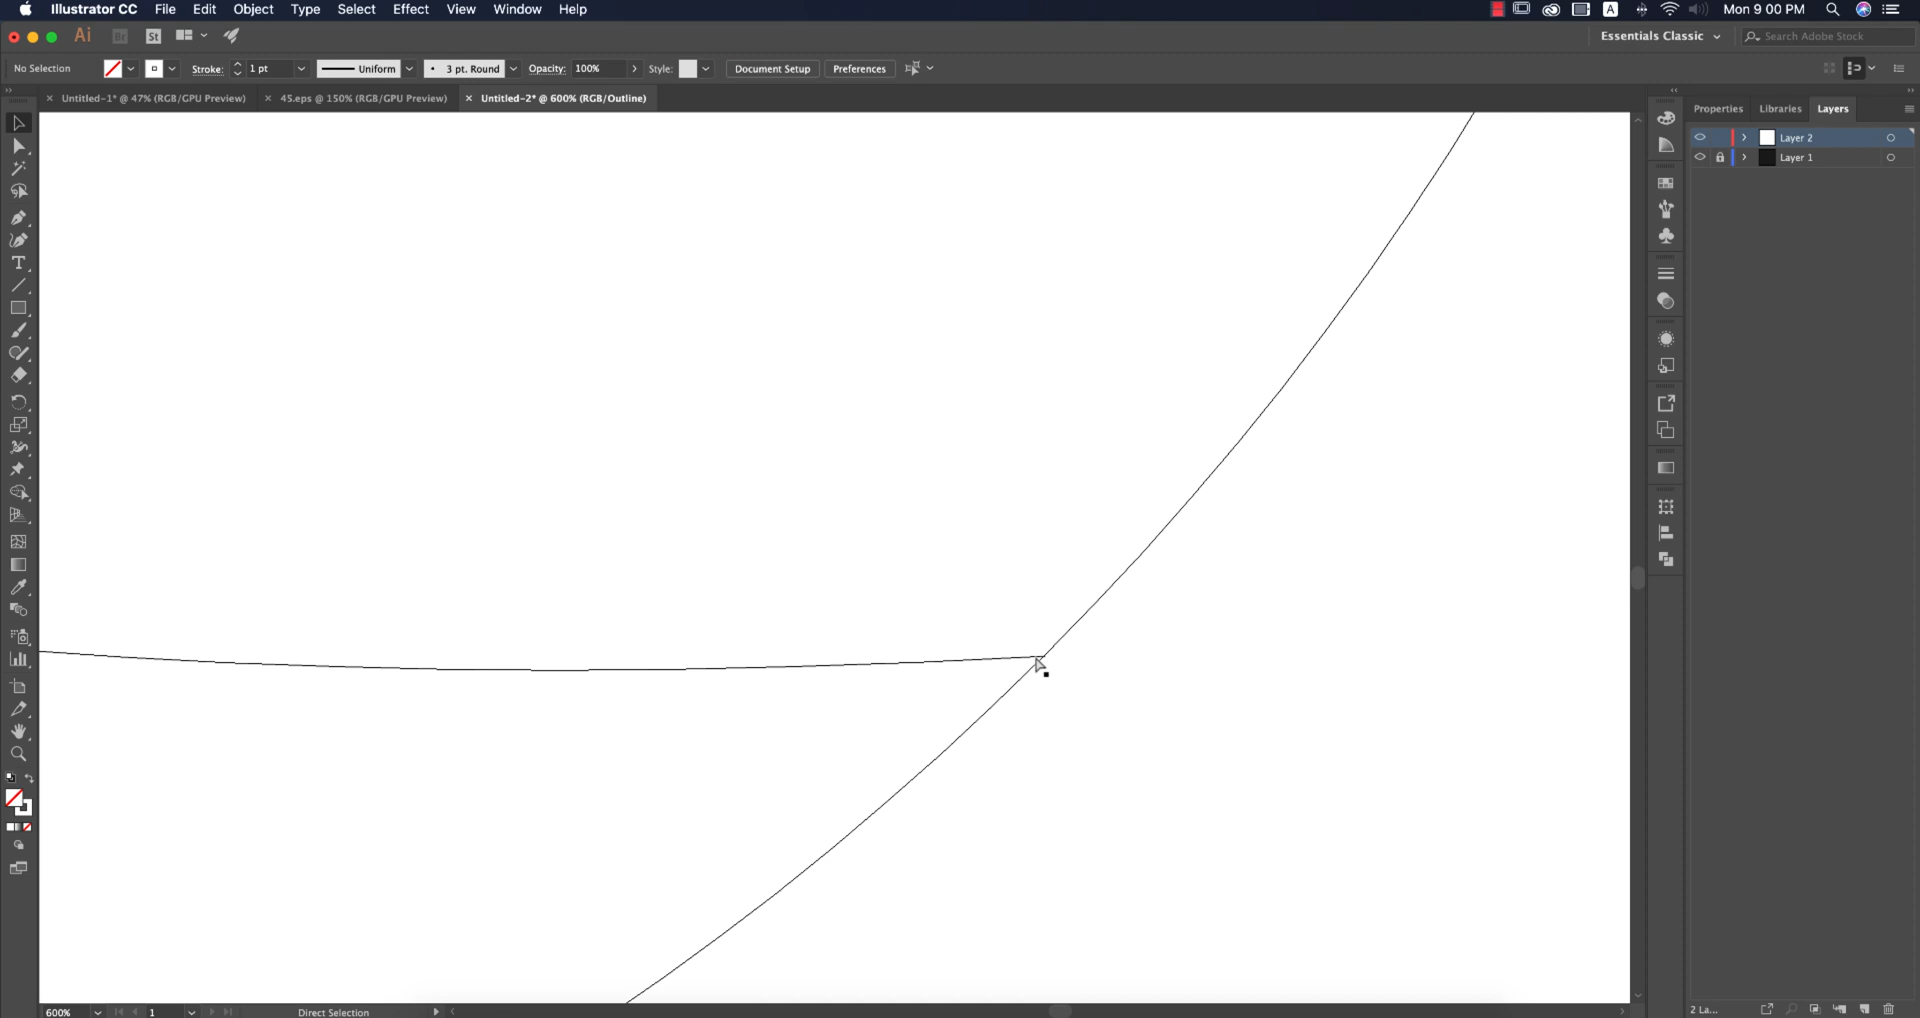 Illustrator CC File Edit Object Type Select Effect View Window Help A Mon 9 00 PM
Ai Br St Essentials Classic Search Adobe Stock
No Selection Stroke: 1 pt Uniform 3 pt. Round Opacity: 100% Style: Document Setup Preferences
Untitled-1* @ 47% (RGB/GPU Preview) 45.eps @ 150% (RGB/GPU Preview) Untitled-2* @ 600% (RGB/Outline)
Properties Libraries Layers
Layer 2
Layer 1
T
2 La...
600% 1 Direct Selection